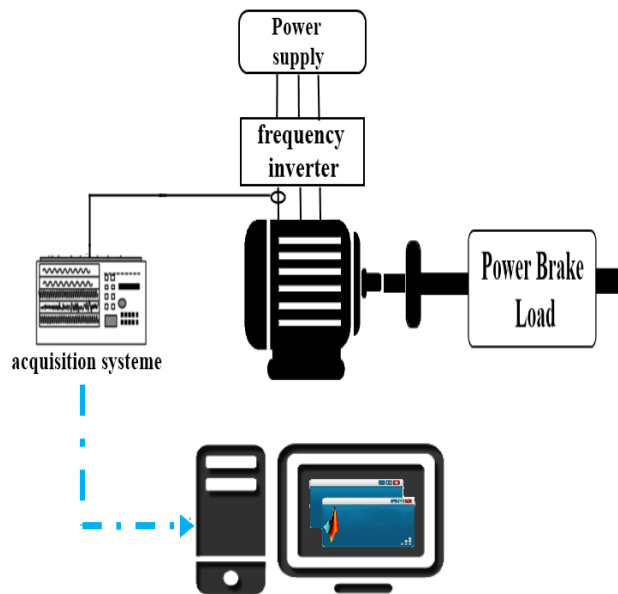 Power
supply
frequency
inverter
Power Brake
Load
acquisition systeme